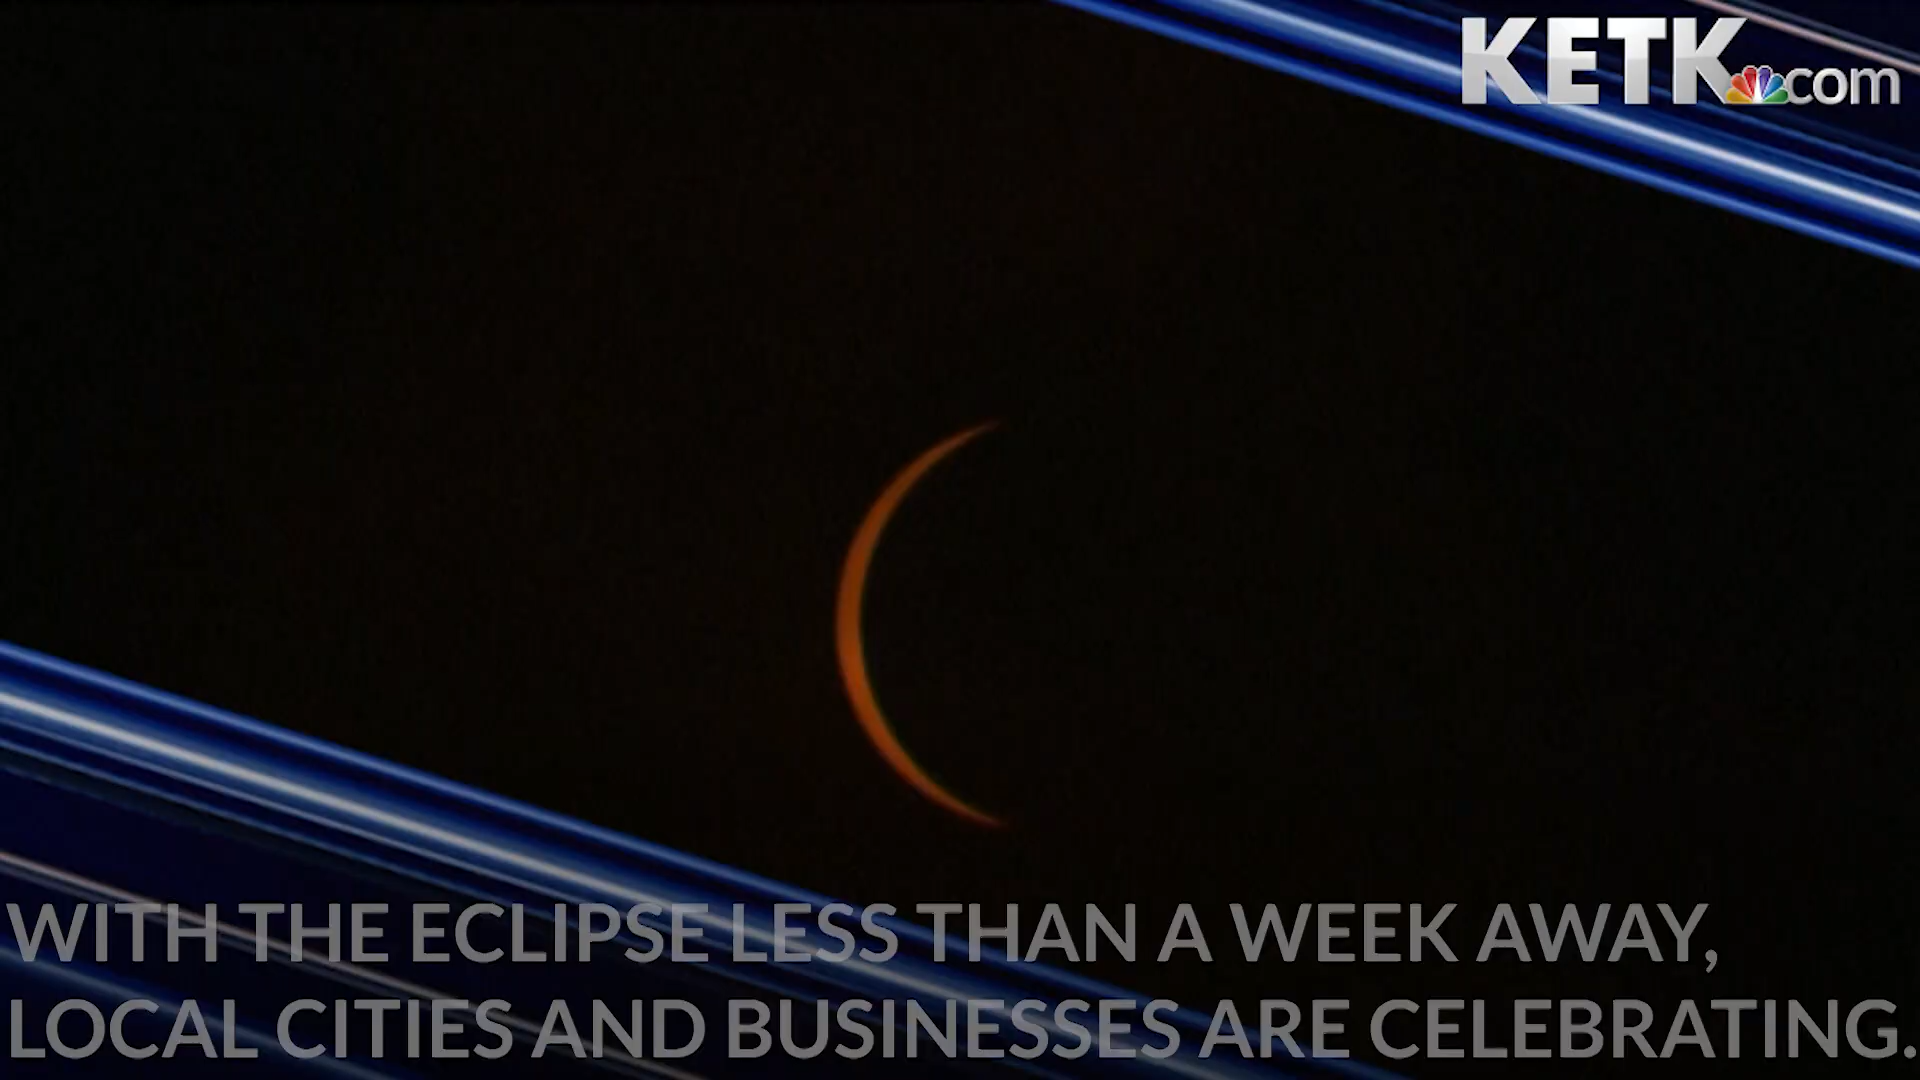 KETK.com
WITH THE ECLIPSE LESS THAN A WEEK AWAY,
LOCAL CITIES AND BUSINESSES ARE CELEBRATING.